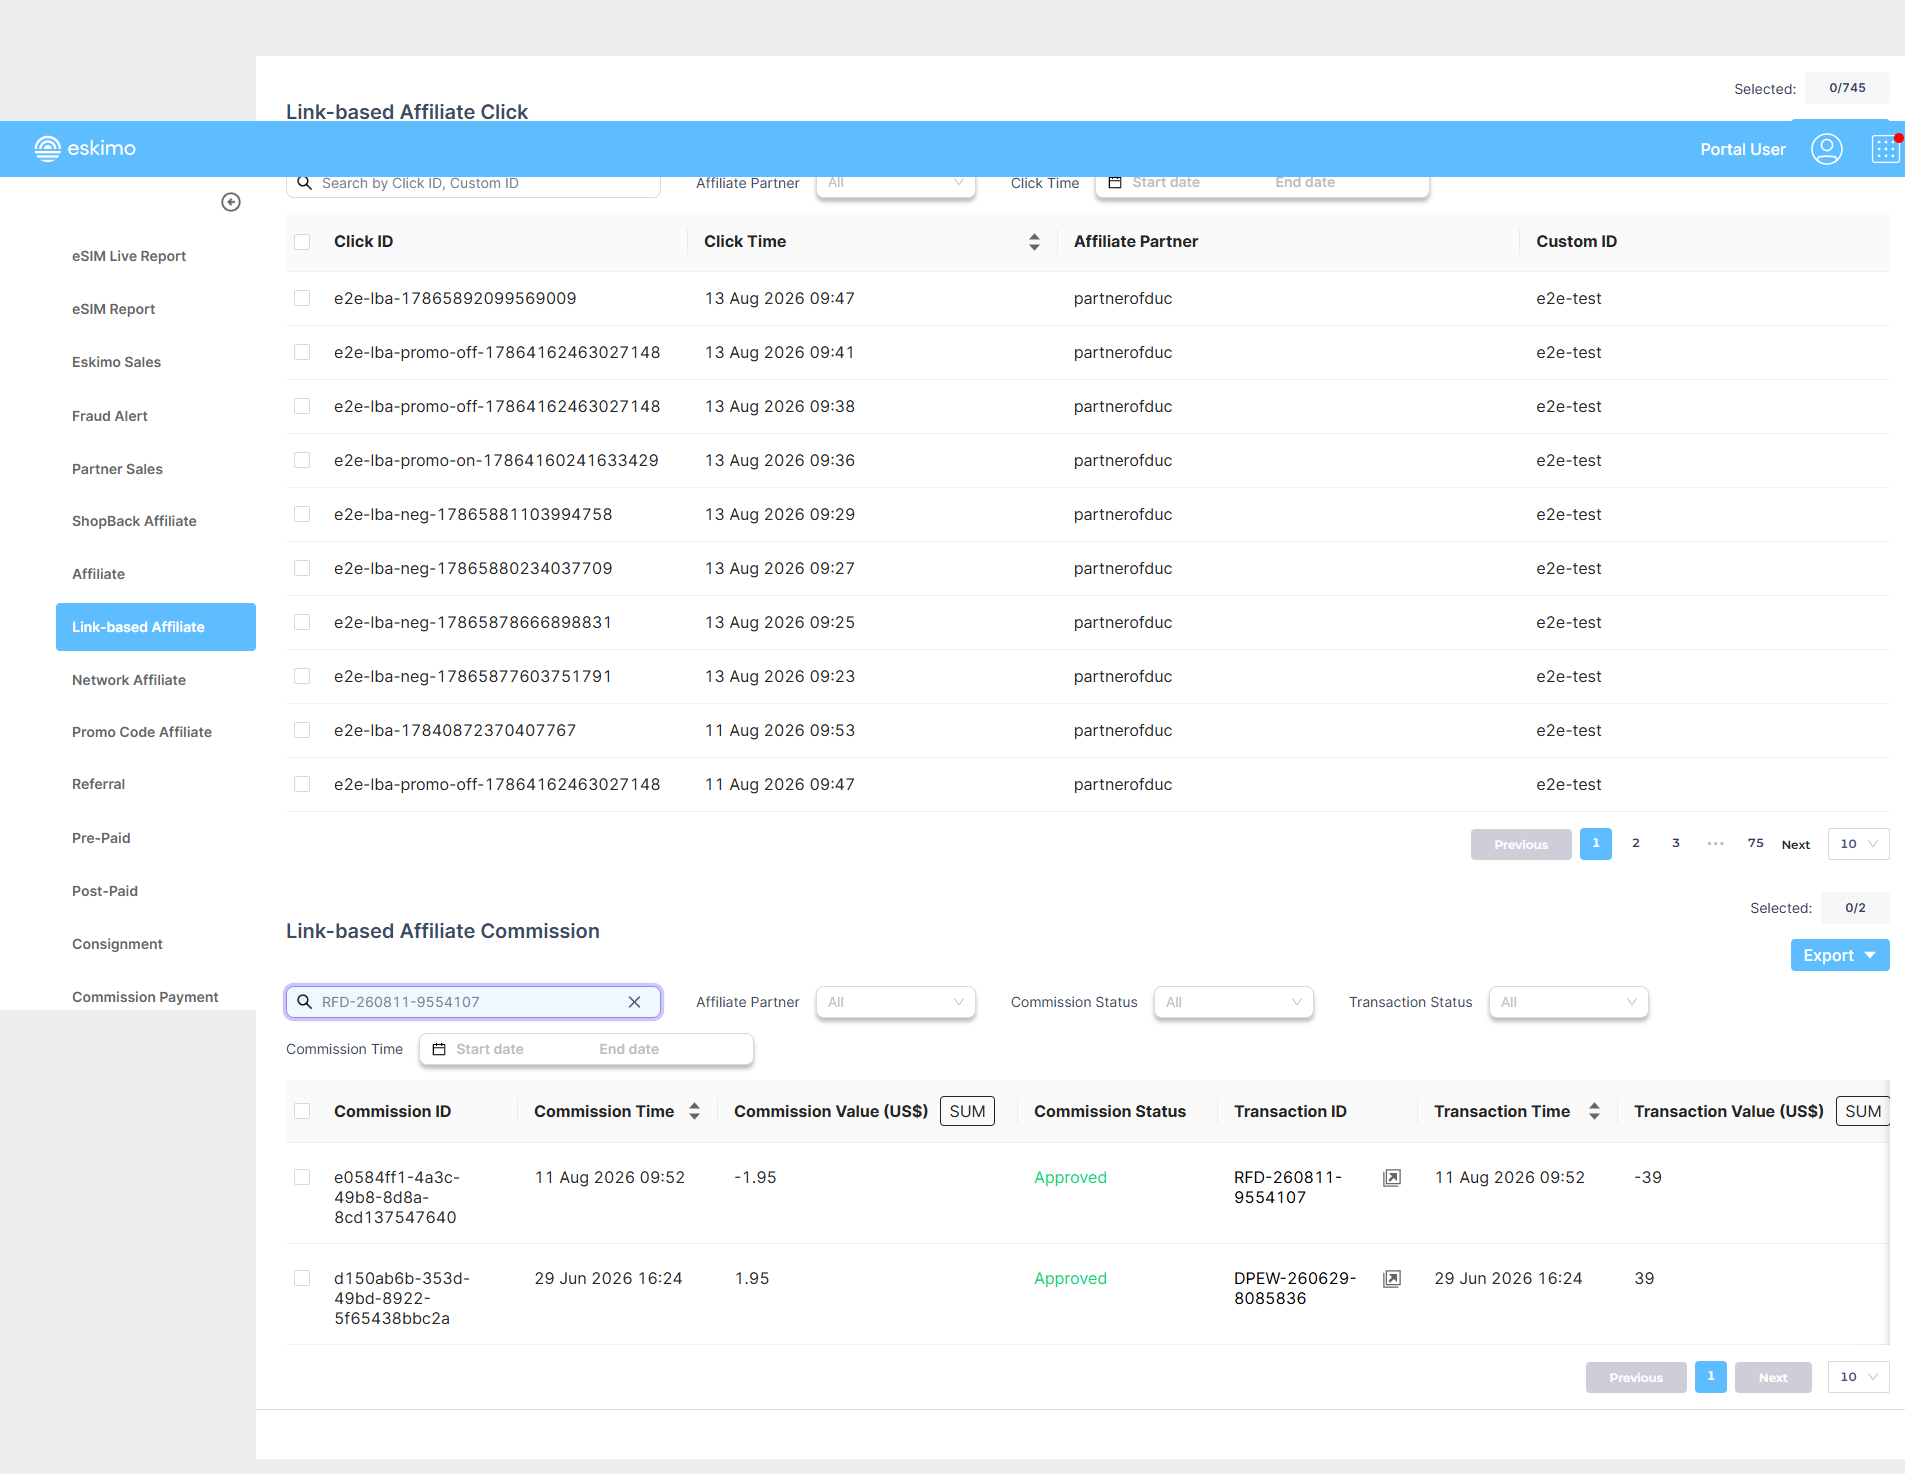 Selected: 0/745
Link-based Affiliate Click
eskimo
Portal User
Search by Click ID, Custom ID
Affiliate Partner
All
Click Time
Start date
End date
eSIM Live Report
eSIM Report
Eskimo Sales
Fraud Alert
Partner Sales
ShopBack Affiliate
Affiliate
Link-based Affiliate
Network Affiliate
Promo Code Affiliate
Referral
Pre-Paid
Post-Paid
Consignment
Commission Payment
Click ID Click Time Affiliate Partner Custom ID
e2e-lba-17865892099569009 13 Aug 2026 09:47 partnerofduc e2e-test
e2e-lba-promo-off-17864162463027148 13 Aug 2026 09:41 partnerofduc e2e-test
e2e-lba-promo-off-17864162463027148 13 Aug 2026 09:38 partnerofduc e2e-test
e2e-lba-promo-on-17864160241633429 13 Aug 2026 09:36 partnerofduc e2e-test
e2e-lba-neg-17865881103994758 13 Aug 2026 09:29 partnerofduc e2e-test
e2e-lba-neg-17865880234037709 13 Aug 2026 09:27 partnerofduc e2e-test
e2e-lba-neg-17865878666898831 13 Aug 2026 09:25 partnerofduc e2e-test
e2e-lba-neg-17865877603751791 13 Aug 2026 09:23 partnerofduc e2e-test
e2e-lba-17840872370407767 11 Aug 2026 09:53 partnerofduc e2e-test
e2e-lba-promo-off-17864162463027148 11 Aug 2026 09:47 partnerofduc e2e-test
Previous 1 2 3 ••• 75 Next 10
Selected: 0/2
Link-based Affiliate Commission
Export
RFD-260811-9554107
Affiliate Partner All
Commission Status All
Transaction Status All
Commission Time Start date End date
Commission ID Commission Time Commission Value (US$) SUM Commission Status Transaction ID Transaction Time Transaction Value (US$) SUM
e0584ff1-4a3c- 11 Aug 2026 09:52 -1.95 Approved RFD-260811- 11 Aug 2026 09:52 -39
49b8-8d8a- 9554107
8cd137547640
d150ab6b-353d- 29 Jun 2026 16:24 1.95 Approved DPEW-260629- 29 Jun 2026 16:24 39
49bd-8922- 8085836
5f65438bbc2a
Previous 1 Next 10